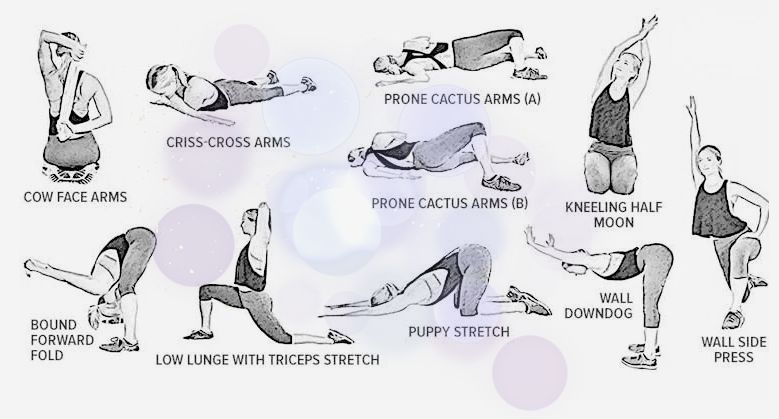 PRONE CACTUS ARMS (A)
CRISS-CROSS ARMS
COW FACE ARMS
PRONE CACTUS ARMS (B)
KNEELING HALF
MOON
BOUND
FORWARD
FOLD
LOW LUNGE WITH TRICEPS STRETCH
PUPPY STRETCH
WALL
DOWNDOG
WALL SIDE
PRESS